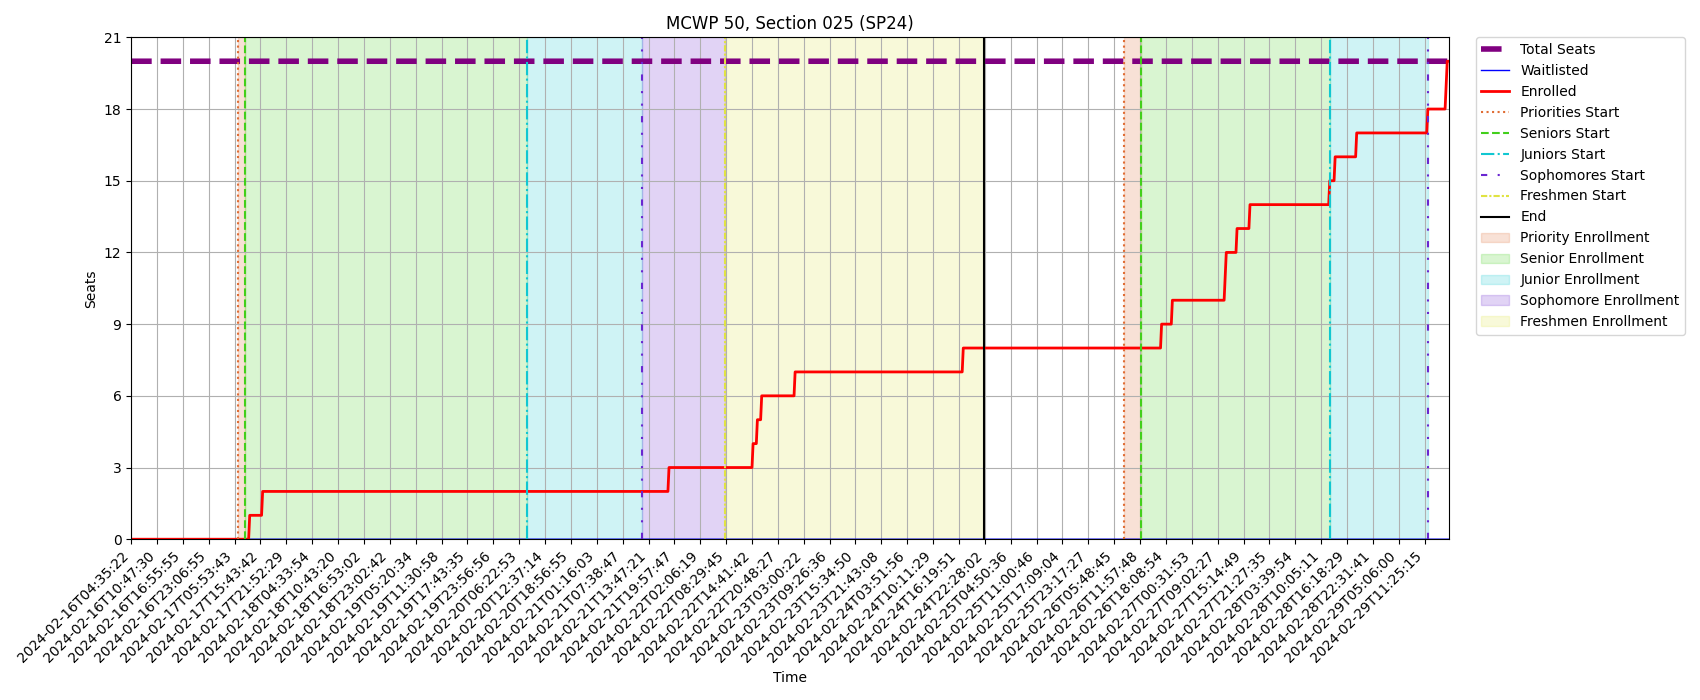 MCWP 50, Section 025 (SP24)
21
18
15
12
9
6
3
0
Seats
2024-02-16T04:35:22
2024-02-16T10:47:30
2024-02-16T16:55:55
2024-02-16T23:06:55
2024-02-17T05:53:43
2024-02-17T15:43:42
2024-02-17T21:52:29
2024-02-18T04:33:54
2024-02-18T10:43:20
2024-02-18T16:53:02
2024-02-18T23:02:42
2024-02-19T05:20:34
2024-02-19T11:30:58
2024-02-19T17:43:35
2024-02-19T23:56:56
2024-02-20T06:22:53
2024-02-20T12:37:14
2024-02-20T18:56:55
2024-02-21T01:16:03
2024-02-21T07:38:47
2024-02-21T13:47:21
2024-02-21T19:57:47
2024-02-22T02:06:19
2024-02-22T08:29:45
2024-02-22T14:41:42
2024-02-22T20:48:27
2024-02-23T03:00:22
2024-02-23T09:26:36
2024-02-23T15:34:50
2024-02-23T21:43:08
2024-02-24T03:51:56
2024-02-24T10:11:29
2024-02-24T16:19:51
2024-02-24T22:28:02
2024-02-25T04:50:36
2024-02-25T11:00:46
2024-02-25T17:09:04
2024-02-25T23:17:27
2024-02-26T05:48:45
2024-02-26T11:57:48
2024-02-26T18:08:54
2024-02-27T00:31:53
2024-02-27T09:02:27
2024-02-27T15:14:49
2024-02-27T21:27:35
2024-02-28T03:39:54
2024-02-28T10:05:11
2024-02-28T16:18:29
2024-02-28T22:31:41
2024-02-29T05:06:00
2024-02-29T11:25:15
Time
Total Seats
Waitlisted
Enrolled
Priorities Start
Seniors Start
Juniors Start
Sophomores Start
Freshmen Start
End
Priority Enrollment
Senior Enrollment
Junior Enrollment
Sophomore Enrollment
Freshmen Enrollment